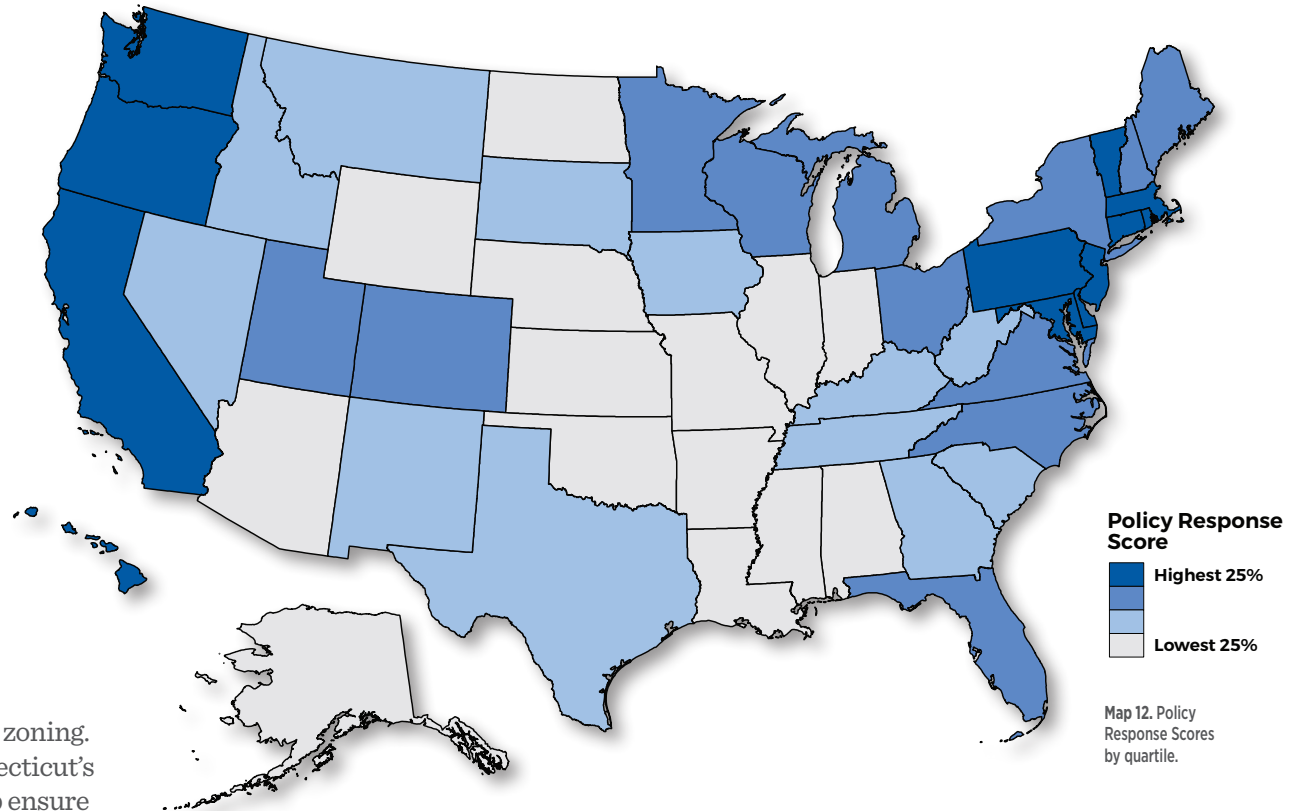 Policy Response
Score
Highest 25%
Lowest 25%
Map 12. Policy
Response Scores
by quartile.
zoning.
ecticut's
ensure